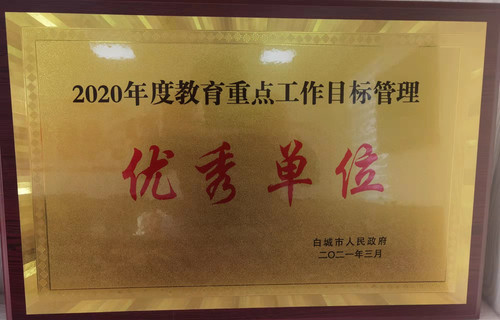 2020年度教育重点工作目标管理
优秀单位
白城市人民政府
二〇二一年三月